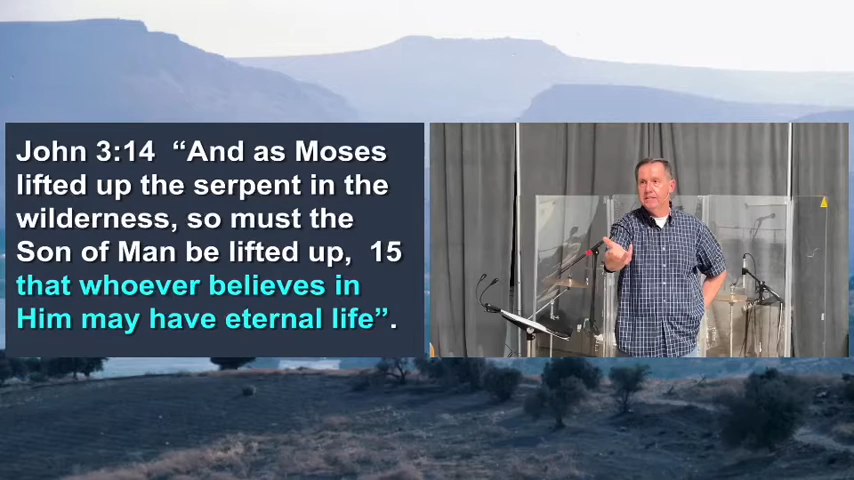 John 3:14  “And as Moses
lifted up the serpent in the
wilderness, so must the
Son of Man be lifted up,  15
that whoever believes in
Him may have eternal life”.